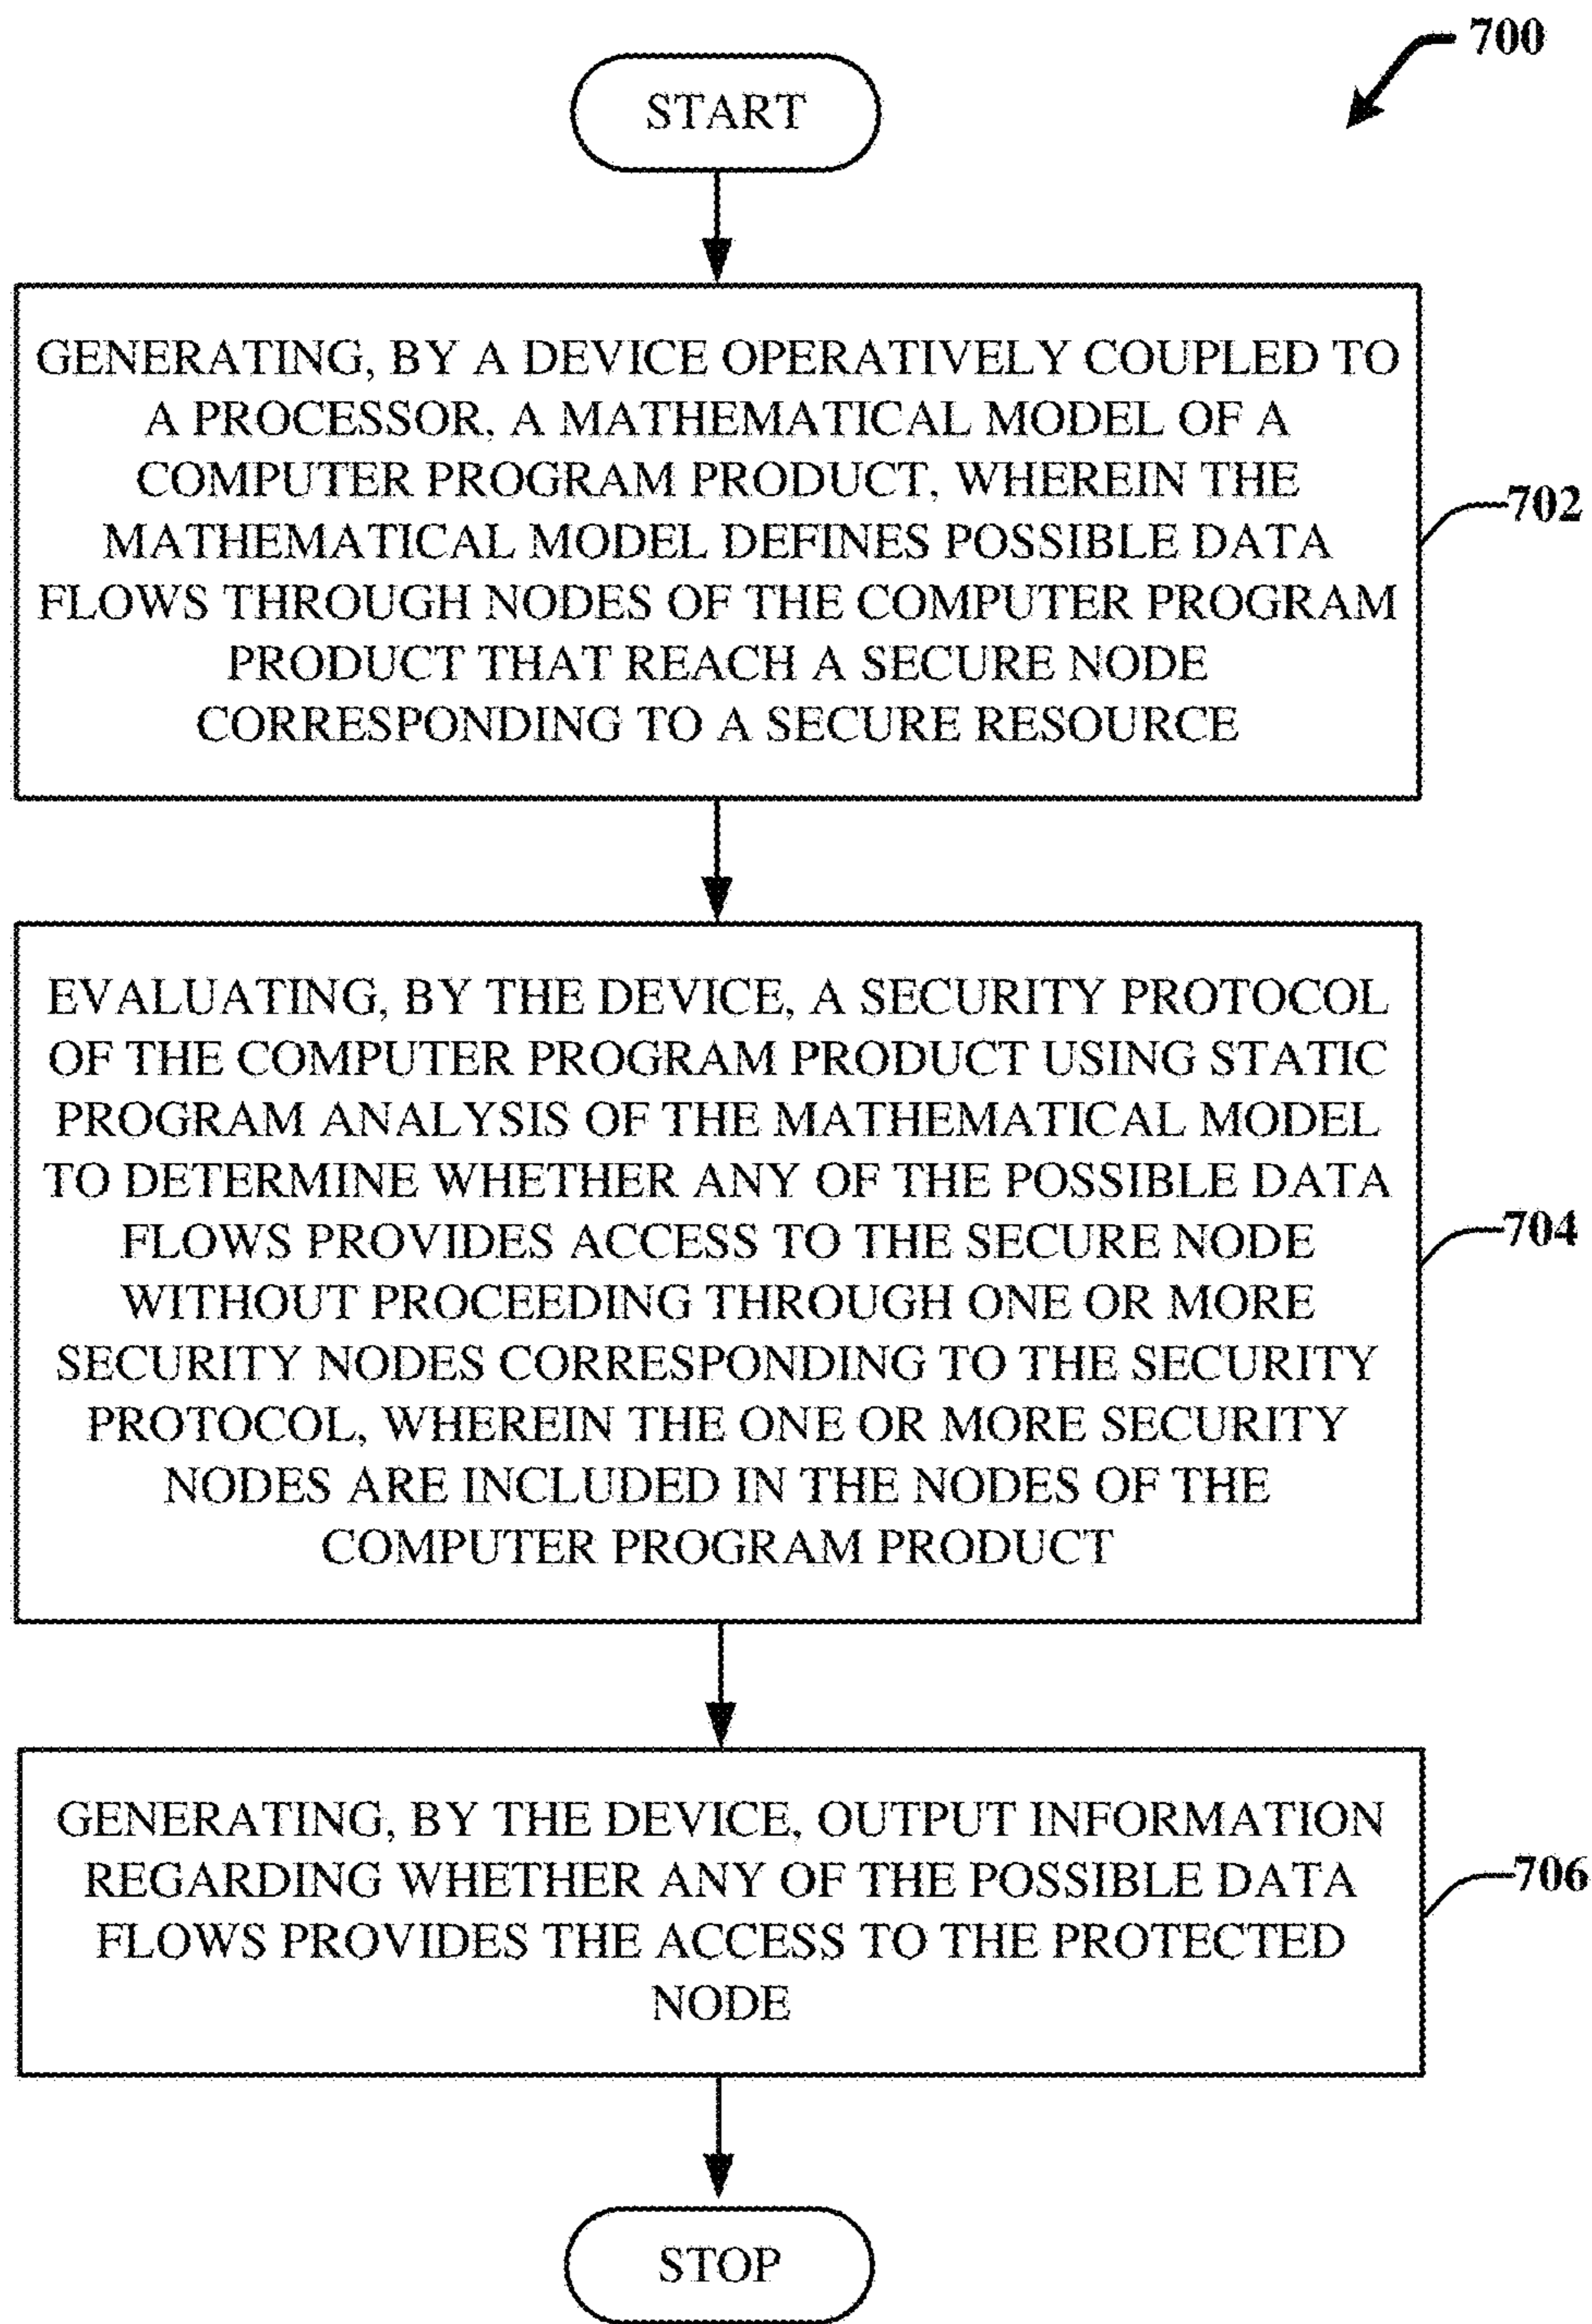 700
START
GENERATING, BY A DEVICE OPERATIVELY COUPLED TO
A PROCESSOR, A MATHEMATICAL MODEL OF A
COMPUTER PROGRAM PRODUCT, WHEREIN THE
MATHEMATICAL MODEL DEFINES POSSIBLE DATA
FLOWS THROUGH NODES OF THE COMPUTER PROGRAM
PRODUCT THAT REACH A SECURE NODE
CORRESPONDING TO A SECURE RESOURCE
702
EVALUATING, BY THE DEVICE, A SECURITY PROTOCOL
OF THE COMPUTER PROGRAM PRODUCT USING STATIC
PROGRAM ANALYSIS OF THE MATHEMATICAL MODEL
TO DETERMINE WHETHER ANY OF THE POSSIBLE DATA
FLOWS PROVIDES ACCESS TO THE SECURE NODE
WITHOUT PROCEEDING THROUGH ONE OR MORE
SECURITY NODES CORRESPONDING TO THE SECURITY
PROTOCOL, WHEREIN THE ONE OR MORE SECURITY
NODES ARE INCLUDED IN THE NODES OF THE
COMPUTER PROGRAM PRODUCT
704
GENERATING, BY THE DEVICE, OUTPUT INFORMATION
REGARDING WHETHER ANY OF THE POSSIBLE DATA
FLOWS PROVIDES THE ACCESS TO THE PROTECTED
NODE
706
STOP